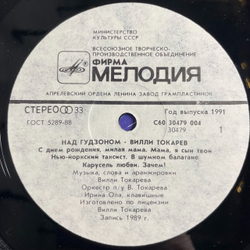 МИНИСТЕРСТВО
КУЛЬТУРЫ СССР
ВСЕСОЮЗНОЕ ТВОРЧЕСКО-
ПРОИЗВОДСТВЕННОЕ ОБЪЕДИНЕНИЕ
ФИРМА
МЕЛОДИЯ
АПРЕЛЕВСКИЙ ОРДЕНА ЛЕНИНА ЗАВОД ГРАМПЛАСТИНОК
СТЕРЕО 33
Год выпуска 1991
ГОСТ 5289-88
С60 30479 004
30479
1
НАД ГУДЗОНОМ - ВИЛЛИ ТОКАРЕВ
С днем рождения, милая мама. Мама, я сын твой
Нью-йоркский таксист. В шумном балагане
Карусель любви. Зачем!
Музыка, слова и аранжировки
Вилли Токарева
Оркестр п/у В. Токарева
Ирина Ола, клавишные
Изготовлено по лицензии
Вилли Токарева
Запись 1989 г.